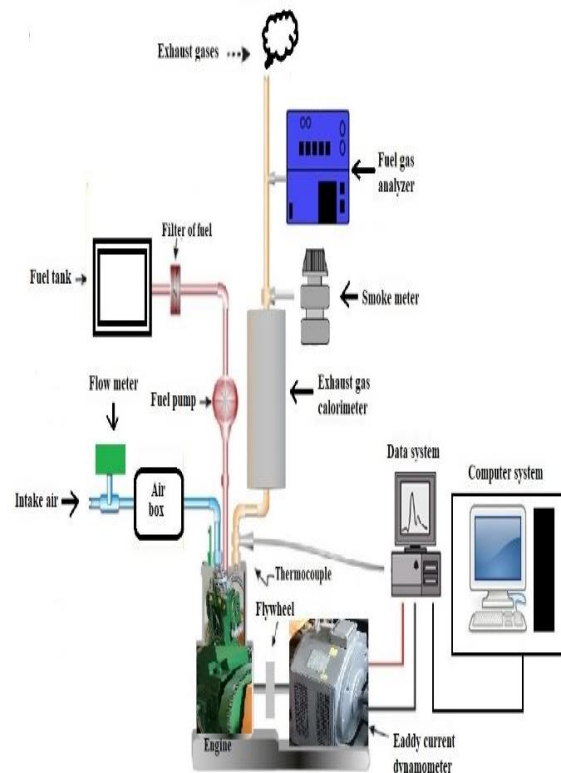 Exhaust gases
Fuel gas
analyzer
Filter of fuel
Fuel tank
Smoke meter
Flow meter
Fuel pump
Exhaust gas
calorimeter
Data system
Computer system
Intake air
Air
box
Thermocouple
Flywheel
Engine
Eaddy current
dynamometer